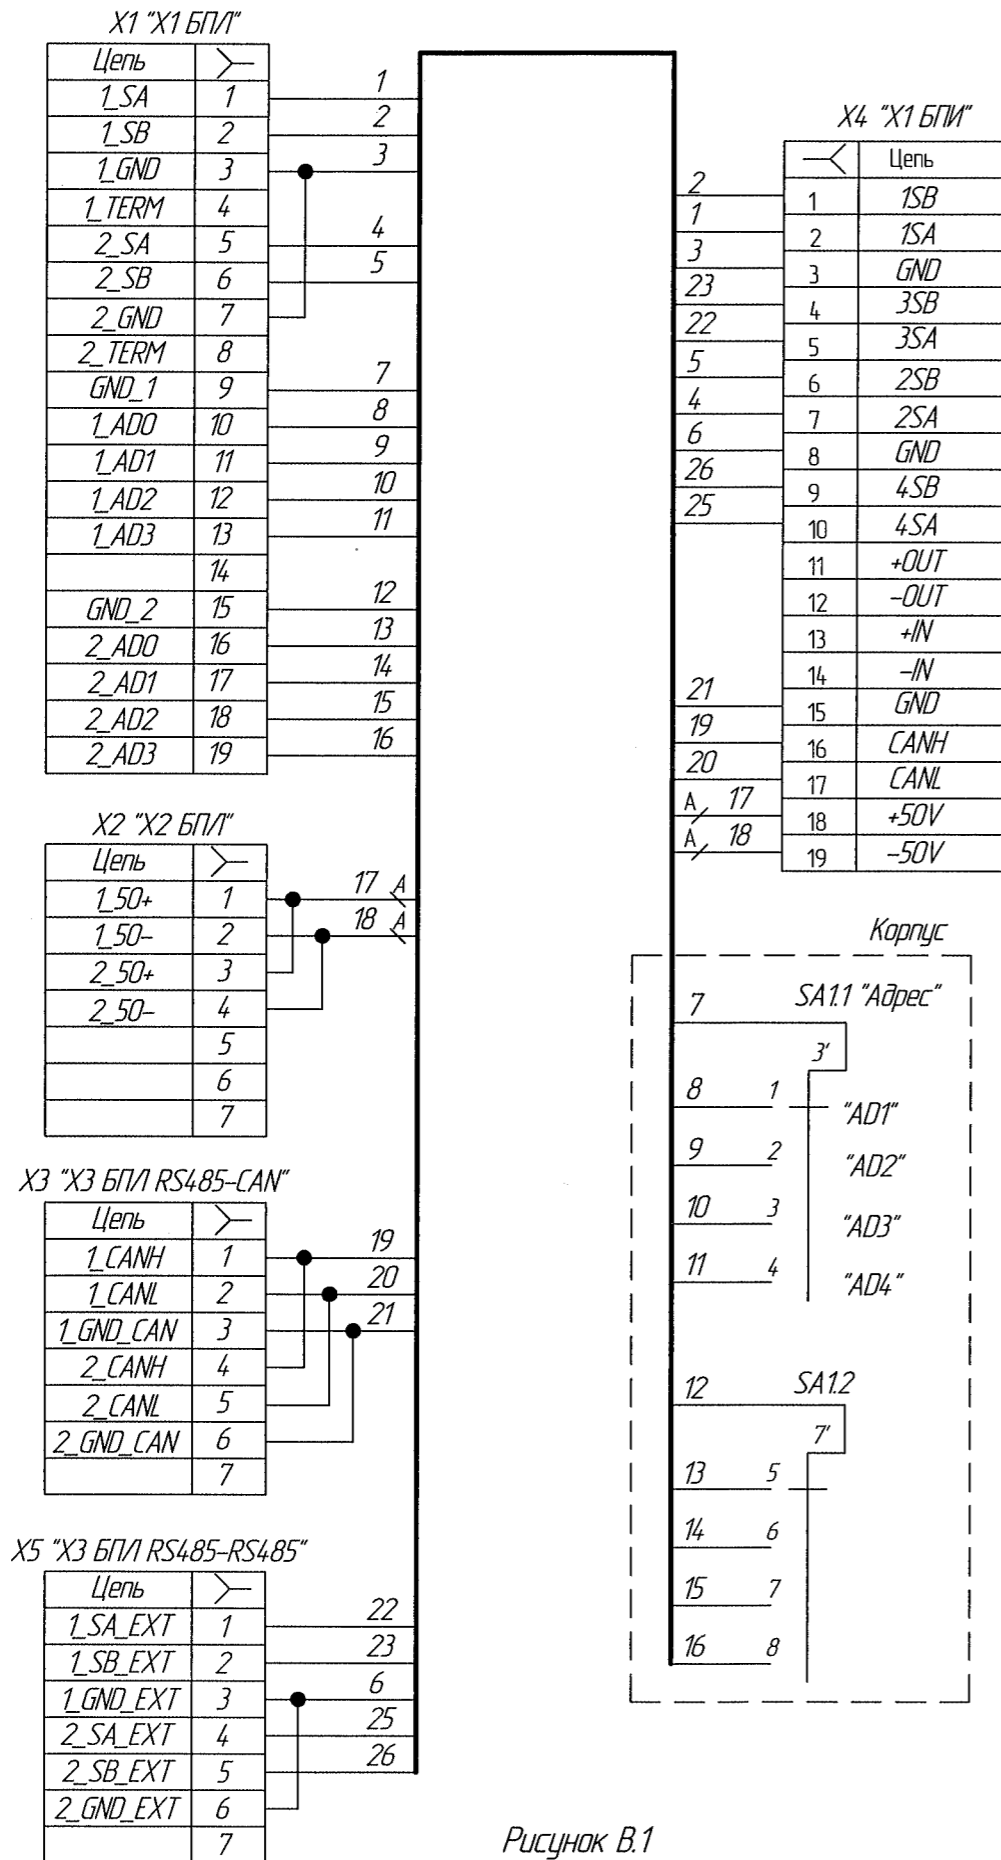 X1 "X1 БПЛ"
Цепь
1_SA 1 1
1_SB 2 2
1_GND 3 3
1_TERM 4
2_SA 5 4
2_SB 6 5
2_GND 7
2_TERM 8
GND_1 9 7
1_AD0 10 8
1_AD1 11 9
1_AD2 12 10
1_AD3 13 11
14
GND_2 15 12
2_AD0 16 13
2_AD1 17 14
2_AD2 18 15
2_AD3 19 16
X2 "X2 БПЛ"
Цепь
1_50+ 1 17 A
1_50- 2 18 A
2_50+ 3
2_50- 4
5
6
7
X3 "X3 БПЛ RS485-CAN"
Цепь
1_CANH 1 19
1_CANL 2 20
1_GND_CAN 3 21
2_CANH 4
2_CANL 5
2_GND_CAN 6
7
X5 "X3 БПЛ RS485-RS485"
Цепь
1_SA_EXT 1 22
1_SB_EXT 2 23
1_GND_EXT 3 6
2_SA_EXT 4 25
2_SB_EXT 5 26
2_GND_EXT 6
7
X4 "X1 БПИ"
Цепь
2 1 1SB
1 2 1SA
3 3 GND
23 4 3SB
22 5 3SA
5 6 2SB
4 7 2SA
6 8 GND
26 9 4SB
25 10 4SA
11 +OUT
12 -OUT
13 +IN
14 -IN
21 15 GND
19 16 CANH
20 17 CANL
A 17 18 +50V
A 18 19 -50V
Корпус
7 SA1.1 "Адрес"
3'
8 1 "AD1"
9 2 "AD2"
10 3 "AD3"
11 4 "AD4"
12 SA1.2
7'
13 5
14 6
15 7
16 8
Рисунок В.1